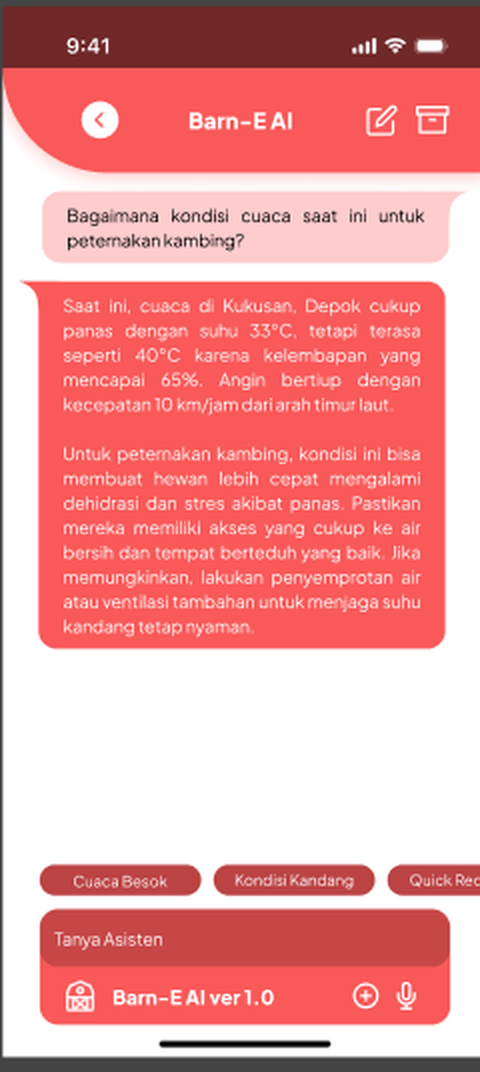 9:41
Barn-E AI
Bagaimana kondisi cuaca saat ini untuk
peternakan kambing?
Saat ini, cuaca di Kukusan, Depok cukup
panas dengan suhu 33°C, tetapi terasa
seperti 40°C karena kelembapan yang
mencapai 65%. Angin bertiup dengan
kecepatan 10 km/jam dari arah timur laut.
Untuk peternakan kambing, kondisi ini bisa
membuat hewan lebih cepat mengalami
dehidrasi dan stres akibat panas. Pastikan
mereka memiliki akses yang cukup ke air
bersih dan tempat berteduh yang baik. Jika
memungkinkan, lakukan penyemprotan air
atau ventilasi tambahan untuk menjaga suhu
kandang tetap nyaman.
Cuaca Besok
Kondisi Kandang
Quick
Tanya Asisten
Barn-E AI ver 1.0